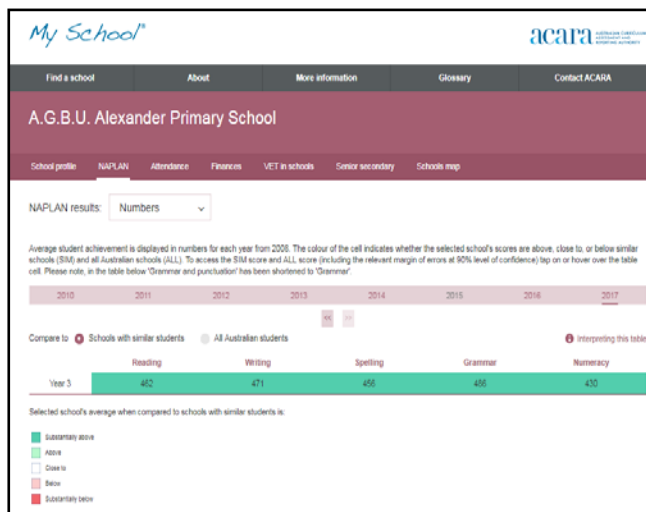 My School®
acara AUSTRALIAN CURRICULUM, ASSESSMENT AND REPORTING AUTHORITY
Find a school About More information Glossary Contact ACARA
A.G.B.U. Alexander Primary School
School profile NAPLAN Attendance Finances VET in schools Senior secondary Schools map
NAPLAN results: Numbers
Average student achievement is displayed in numbers for each year from 2008. The colour of the cell indicates whether the selected school's scores are above, close to, or below similar
schools (SIM) and all Australian schools (ALL). To access the SIM score and ALL score (including the relevant margin of errors at 90% level of confidence) tap on or hover over the table
cell. Please note, in the table below 'Grammar and punctuation' has been shortened to 'Grammar'.
2010 2011 2012 2013 2014 2015 2016 2017
<< >>
Compare to Schools with similar students All Australian students Interpreting this table
Reading Writing Spelling Grammar Numeracy
Year 3 462 471 456 486 430
Selected school's average when compared to schools with similar students is:
Substantially above
Above
Close to
Below
Substantially below